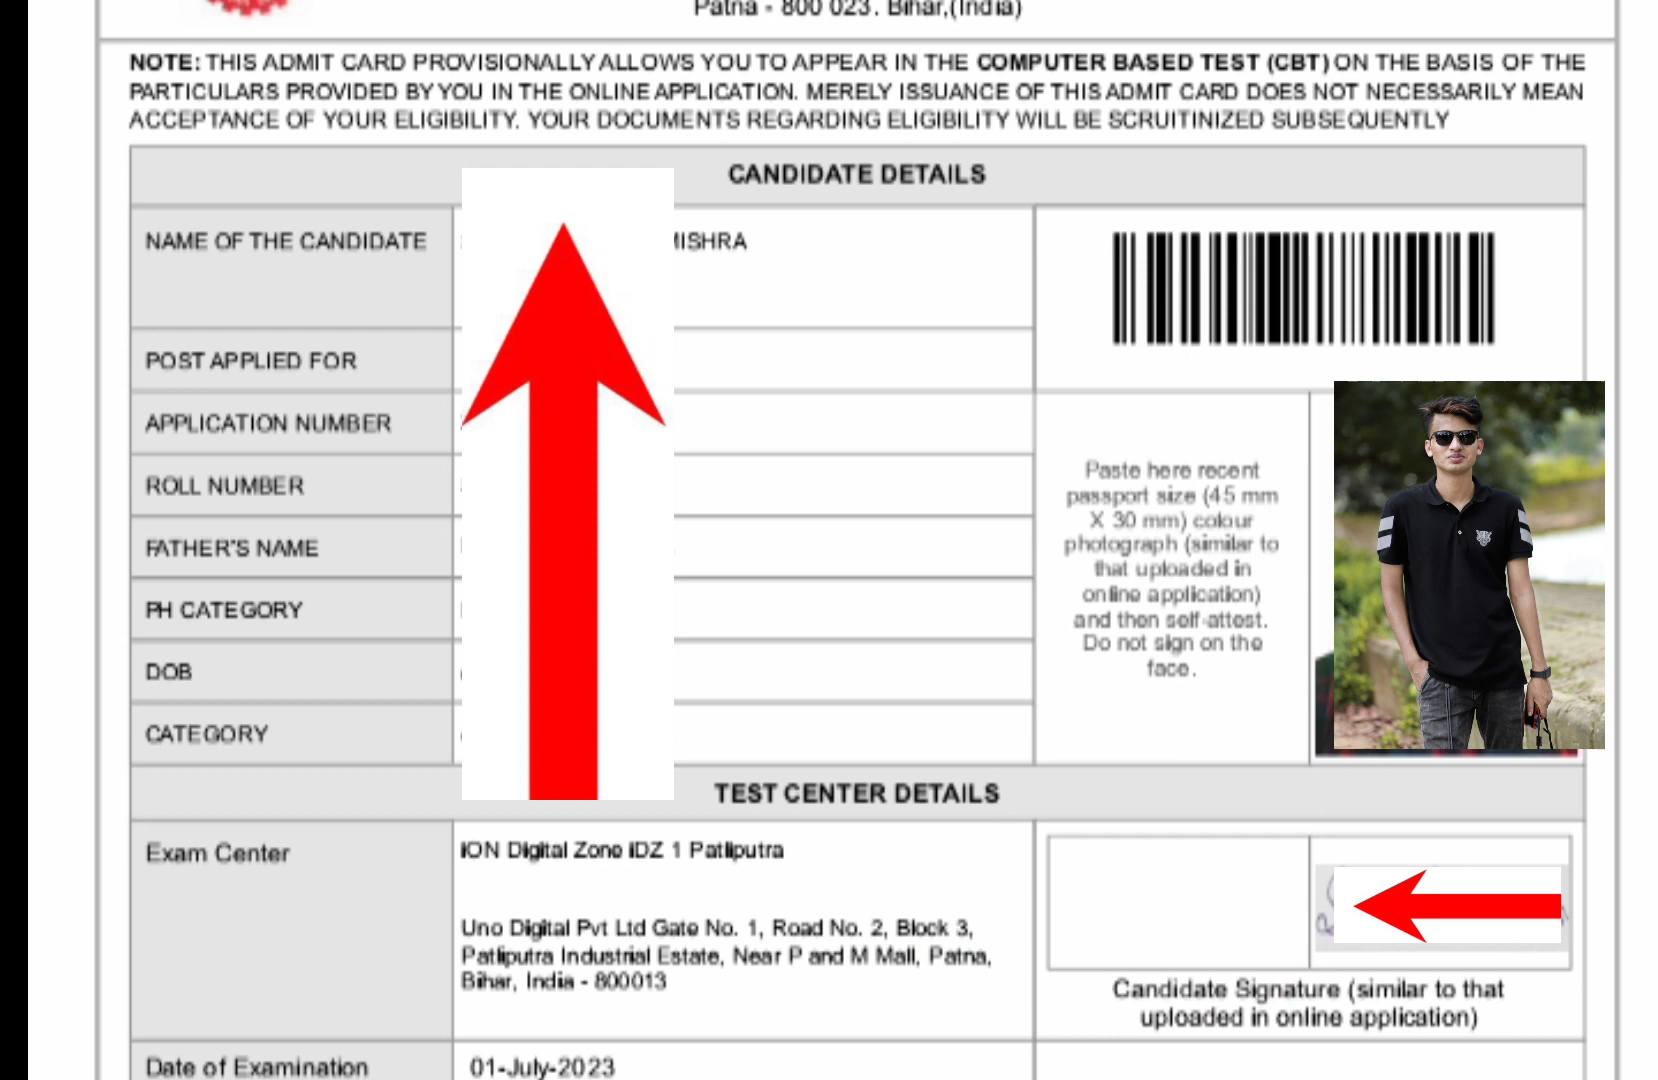 Patna - 800 023. Bihar,(India)
NOTE: THIS ADMIT CARD PROVISIONALLY ALLOWS YOU TO APPEAR IN THE COMPUTER BASED TEST (CBT) ON THE BASIS OF THE
PARTICULARS PROVIDED BY YOU IN THE ONLINE APPLICATION. MERELY ISSUANCE OF THIS ADMIT CARD DOES NOT NECESSARILY MEAN
ACCEPTANCE OF YOUR ELIGIBILITY. YOUR DOCUMENTS REGARDING ELIGIBILITY WILL BE SCRUITINIZED SUBSEQUENTLY
CANDIDATE DETAILS
NAME OF THE CANDIDATE MISHRA
POST APPLIED FOR
APPLICATION NUMBER
ROLL NUMBER
FATHER'S NAME
PH CATEGORY
DOB
CATEGORY
Paste here recent
passport size (45 mm
X 30 mm) colour
photograph (similar to
that uploaded in
online application)
and then self-attest.
Do not sign on the
face.
TEST CENTER DETAILS
Exam Center
iON Digital Zone iDZ 1 Patliputra
Uno Digital Pvt Ltd Gate No. 1, Road No. 2, Block 3,
Patliputra Industrial Estate, Near P and M Mall, Patna,
Bihar, India - 800013
Candidate Signature (similar to that
uploaded in online application)
Date of Examination 01-July-2023